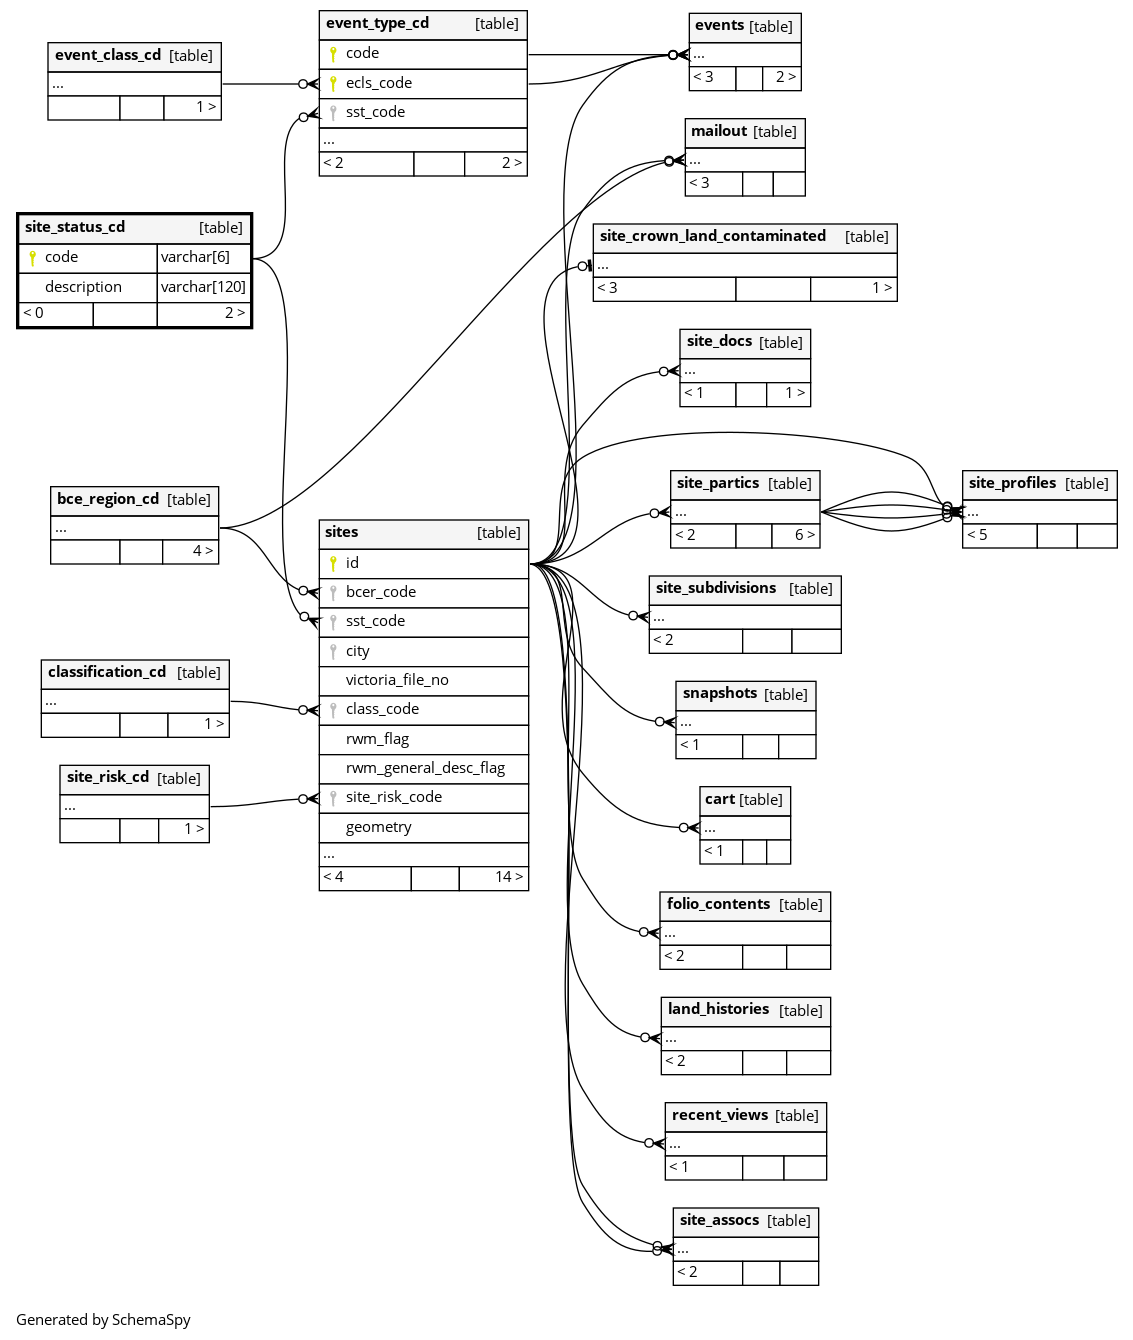 event_class_cd [table]
...
1 >
event_type_cd [table]
code
ecls_code
sst_code
...
< 2 2 >
events [table]
...
< 3 2 >
mailout [table]
...
< 3
site_status_cd [table]
code varchar[6]
description varchar[120]
< 0 2 >
site_crown_land_contaminated [table]
...
< 3 1 >
site_docs [table]
...
< 1 1 >
bce_region_cd [table]
...
4 >
sites [table]
id
bcer_code
sst_code
city
victoria_file_no
class_code
rwm_flag
rwm_general_desc_flag
site_risk_code
geometry
...
< 4 14 >
site_partics [table]
...
< 2 6 >
site_profiles [table]
...
< 5
site_subdivisions [table]
...
< 2
classification_cd [table]
...
1 >
site_risk_cd [table]
...
1 >
snapshots [table]
...
< 1
cart [table]
...
< 1
folio_contents [table]
...
< 2
land_histories [table]
...
< 2
recent_views [table]
...
< 1
site_assocs [table]
...
< 2
Generated by SchemaSpy